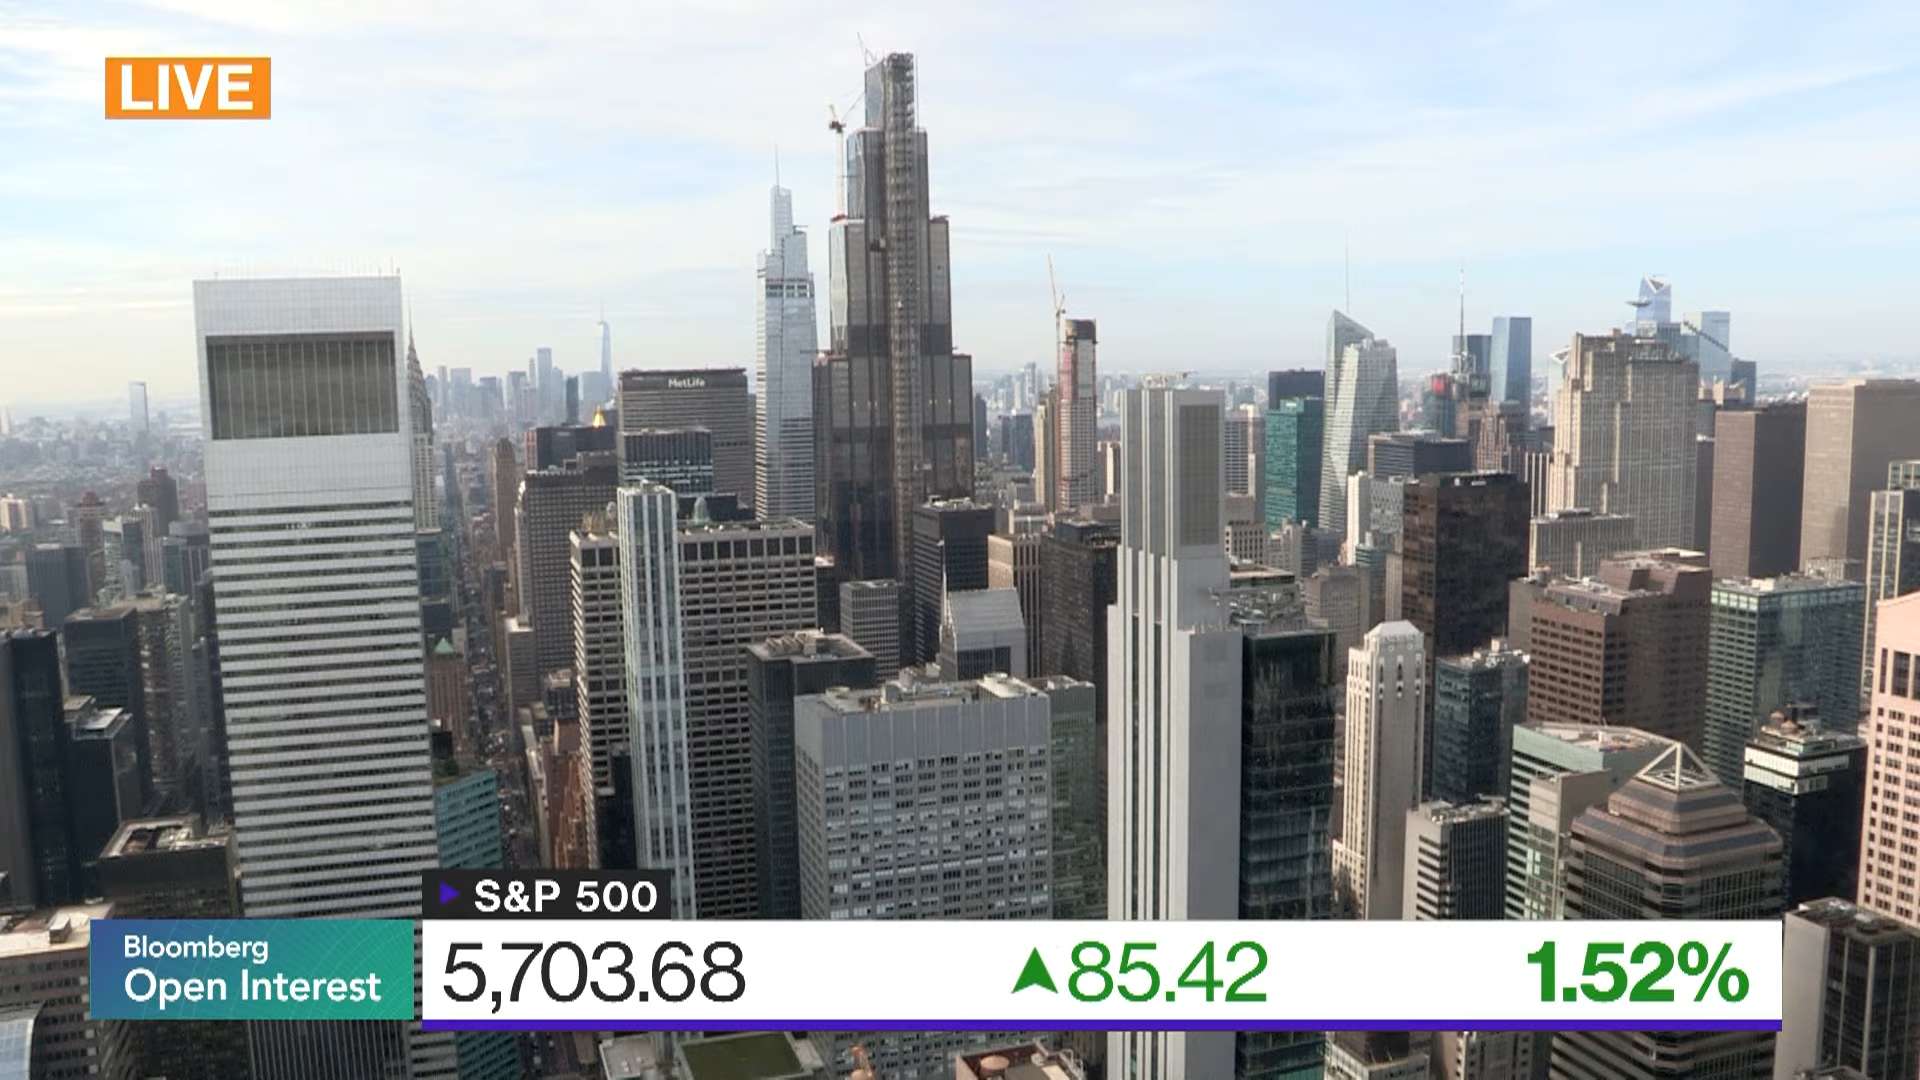 LIVE
MetLife
S&P 500
Bloomberg
Open Interest
5,703.68
▲85.42
1.52%